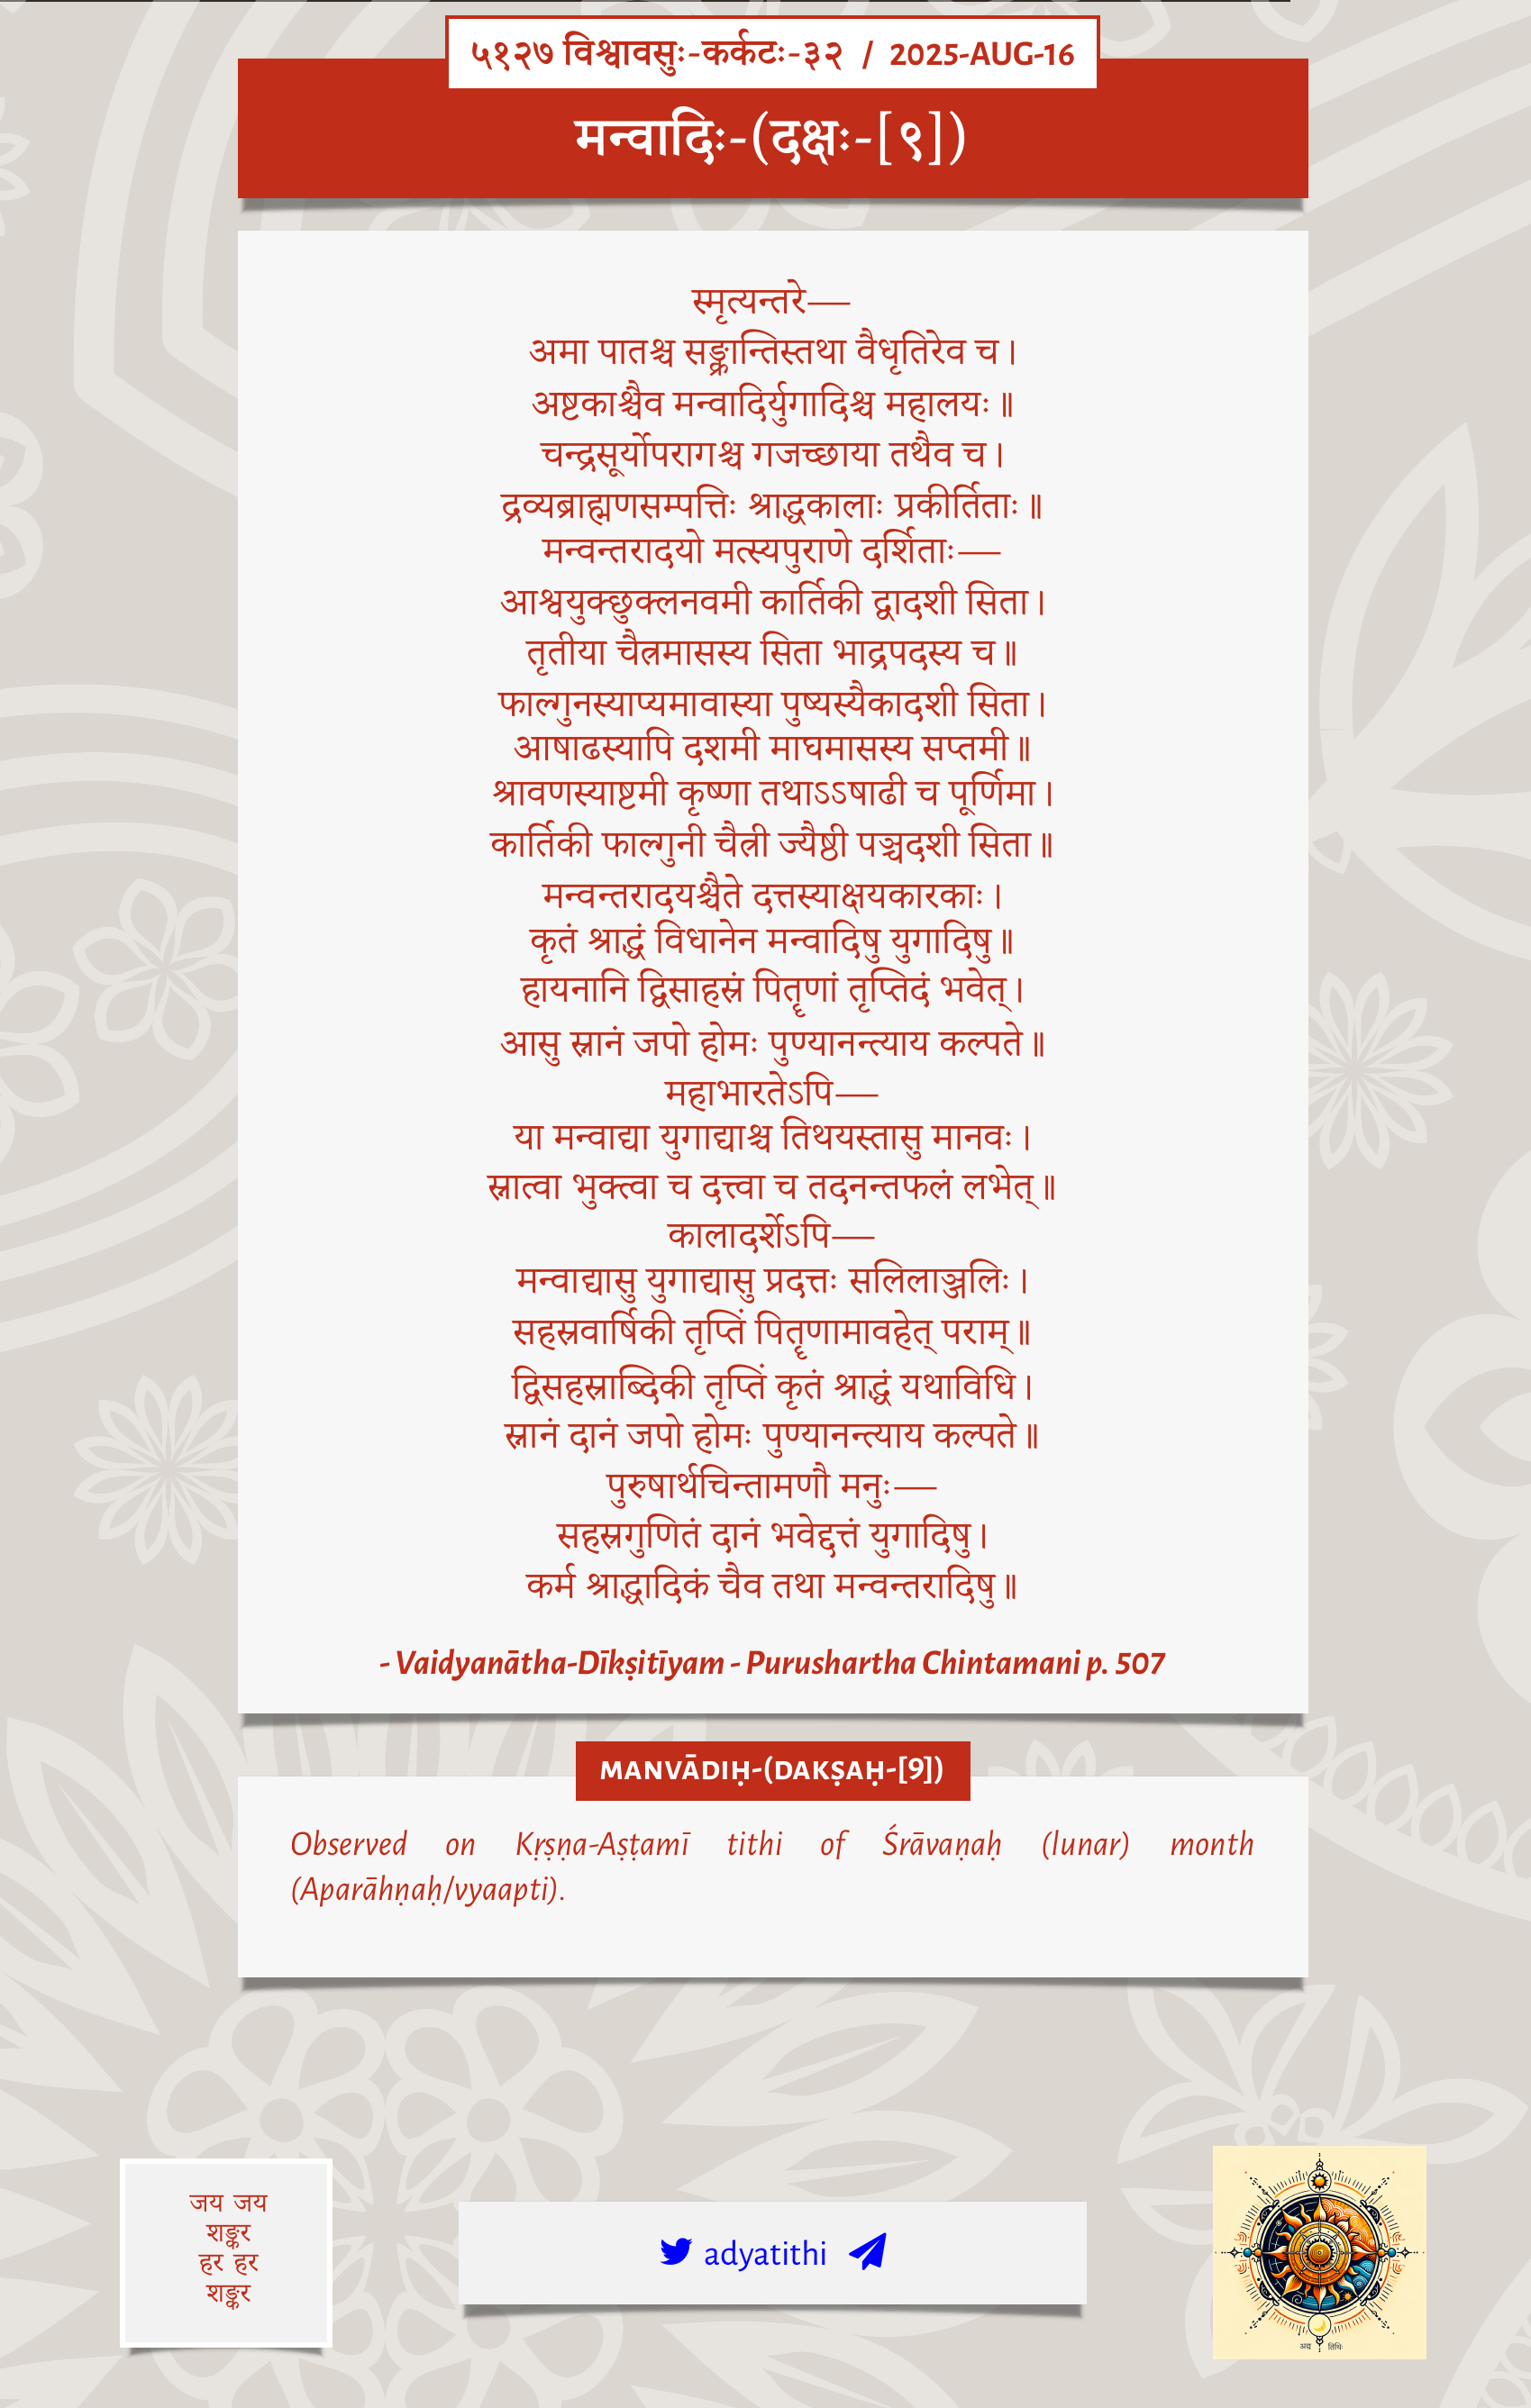 ५१२७ विश्वावसुः-कर्कटः-३२ / 2025-AUG-16
मन्वादिः-(दक्षः-[९])
स्मृत्यन्तरे—
अमा पातश्च सङ्क्रान्तिस्तथा वैधृतिरेव च।
अष्टकाश्चैव मन्वादिर्युगादिश्च महालयः॥
चन्द्रसूर्योपरागश्च गजच्छाया तथैव च।
द्रव्यब्राह्मणसम्पत्तिः श्राद्धकालाः प्रकीर्तिताः॥
मन्वन्तरादयो मत्स्यपुराणे दर्शिताः—
आश्वयुक्छुक्लनवमी कार्तिकी द्वादशी सिता।
तृतीया चैत्रमासस्य सिता भाद्रपदस्य च॥
फाल्गुनस्याप्यमावास्या पुष्यस्यैकादशी सिता।
आषाढस्यापि दशमी माघमासस्य सप्तमी॥
श्रावणस्याष्टमी कृष्णा तथाऽऽषाढी च पूर्णिमा।
कार्तिकी फाल्गुनी चैत्री ज्यैष्ठी पञ्चदशी सिता॥
मन्वन्तरादयश्चैते दत्तस्याक्षयकारकाः।
कृतं श्राद्धं विधानेन मन्वादिषु युगादिषु॥
हायनानि द्विसाहस्रं पितॄणां तृप्तिदं भवेत्।
आसु स्नानं जपो होमः पुण्यानन्त्याय कल्पते॥
महाभारतेऽपि—
या मन्वाद्या युगाद्याश्च तिथयस्तासु मानवः।
स्नात्वा भुक्त्वा च दत्त्वा च तदनन्तफलं लभेत्॥
कालादर्शेऽपि—
मन्वाद्यासु युगाद्यासु प्रदत्तः सलिलाञ्जलिः।
सहस्रवार्षिकी तृप्तिं पितॄणामावहेत् पराम्॥
द्विसहस्राब्दिकी तृप्तिं कृतं श्राद्धं यथाविधि।
स्नानं दानं जपो होमः पुण्यानन्त्याय कल्पते॥
पुरुषार्थचिन्तामणौ मनुः—
सहस्रगुणितं दानं भवेद्दत्तं युगादिषु।
कर्म श्राद्धादिकं चैव तथा मन्वन्तरादिषु॥
- Vaidyanātha-Dīkṣitīyam - Purushartha Chintamani p. 507
MANVĀDIḤ-(DAKṢAḤ-[9])
Observed on Kṛṣṇa-Aṣṭamī tithi of Śrāvaṇaḥ (lunar) month
(Aparāhṇaḥ/vyaapti).
जय जय
शङ्कर
हर हर
शङ्कर
adyatithi
अद्य तिथिः